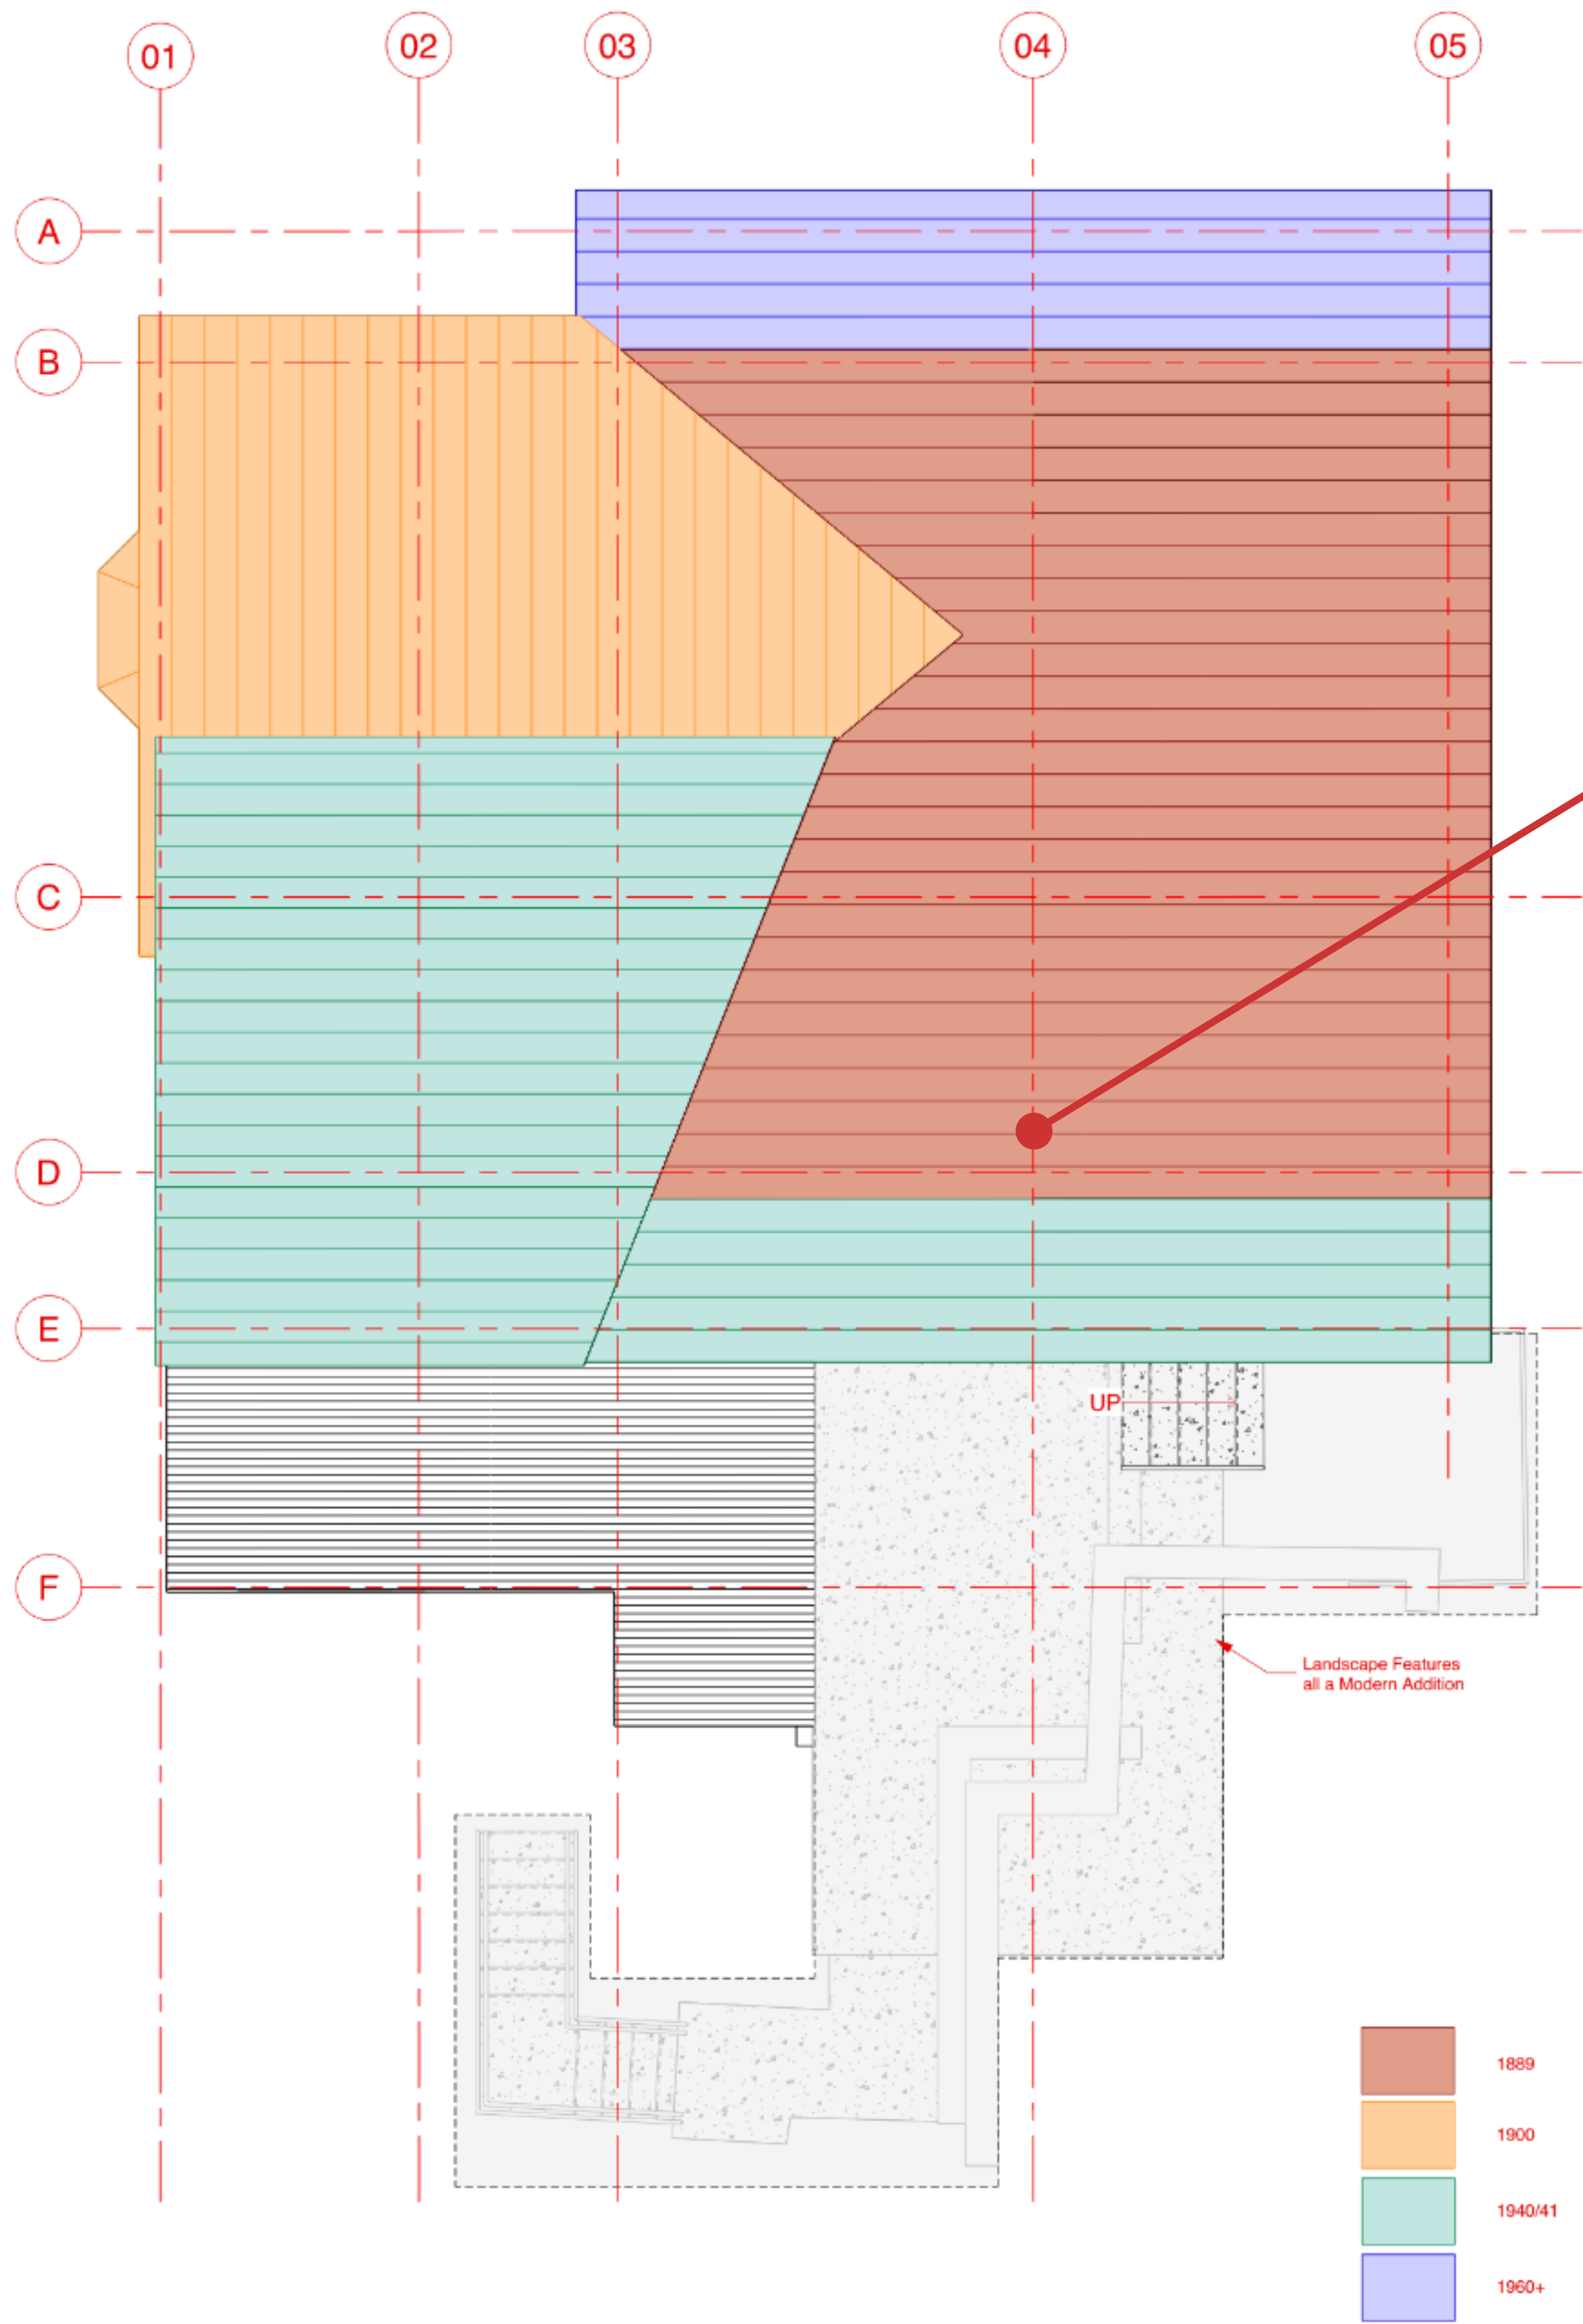 01
02
03
04
05
A
B
C
D
E
UP
F
Landscape Features
all a Modern Addition
1889
1900
1940/41
1960+